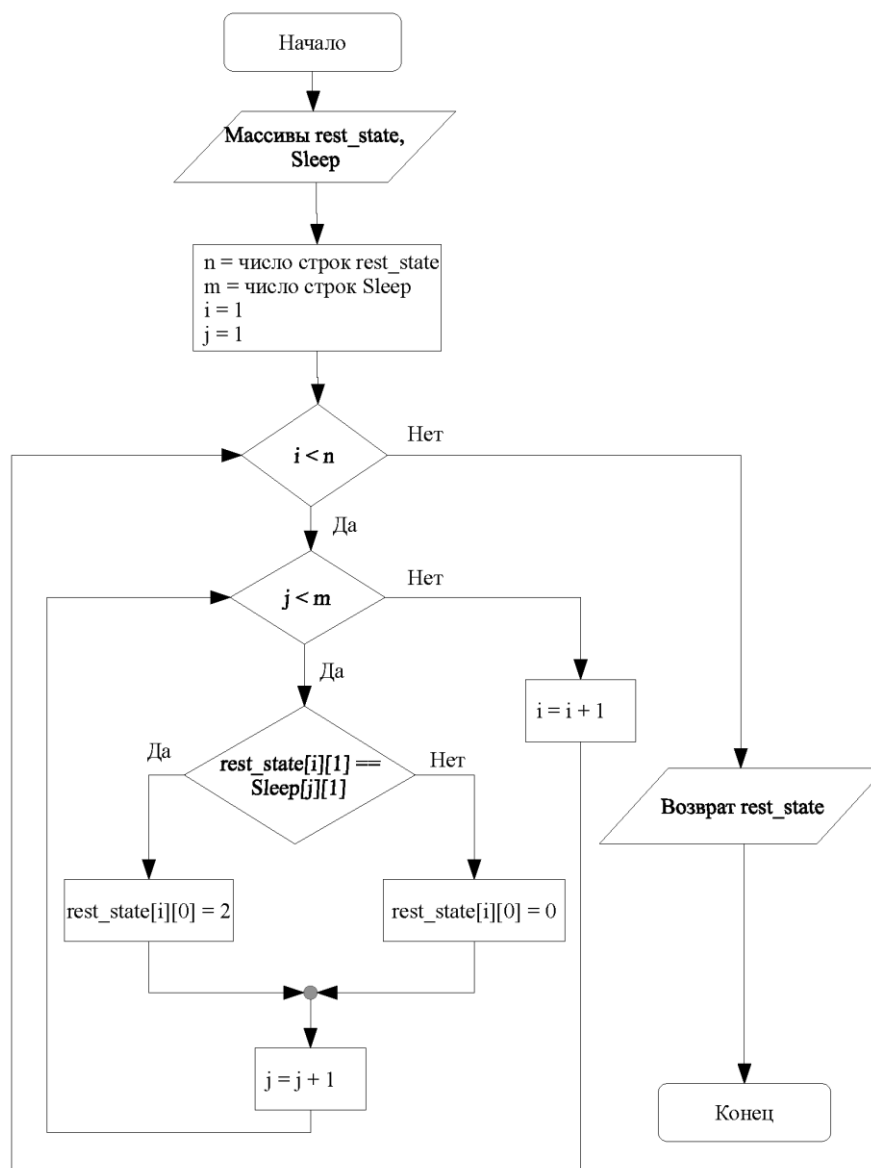 Начало
Массивы rest_state,
Sleep
n = число строк rest_state
m = число строк Sleep
i = 1
j = 1
i < n
Нет
Да
j < m
Нет
Да
i = i + 1
Да
rest_state[i][1] ==
Sleep[j][1]
Нет
Возврат rest_state
rest_state[i][0] = 2
rest_state[i][0] = 0
j = j + 1
Конец